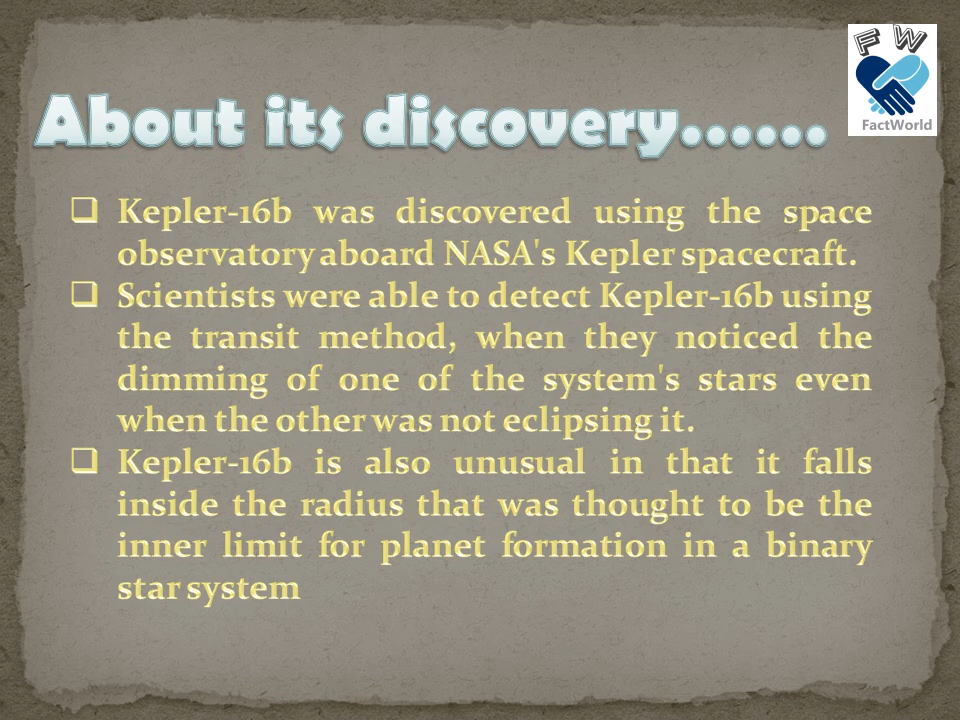 F W
FactWorld
About its discovery......
❑ Kepler-16b was discovered using the space
observatory aboard NASA's Kepler spacecraft.
❑ Scientists were able to detect Kepler-16b using
the transit method, when they noticed the
dimming of one of the system's stars even
when the other was not eclipsing it.
❑ Kepler-16b is also unusual in that it falls
inside the radius that was thought to be the
inner limit for planet formation in a binary
star system